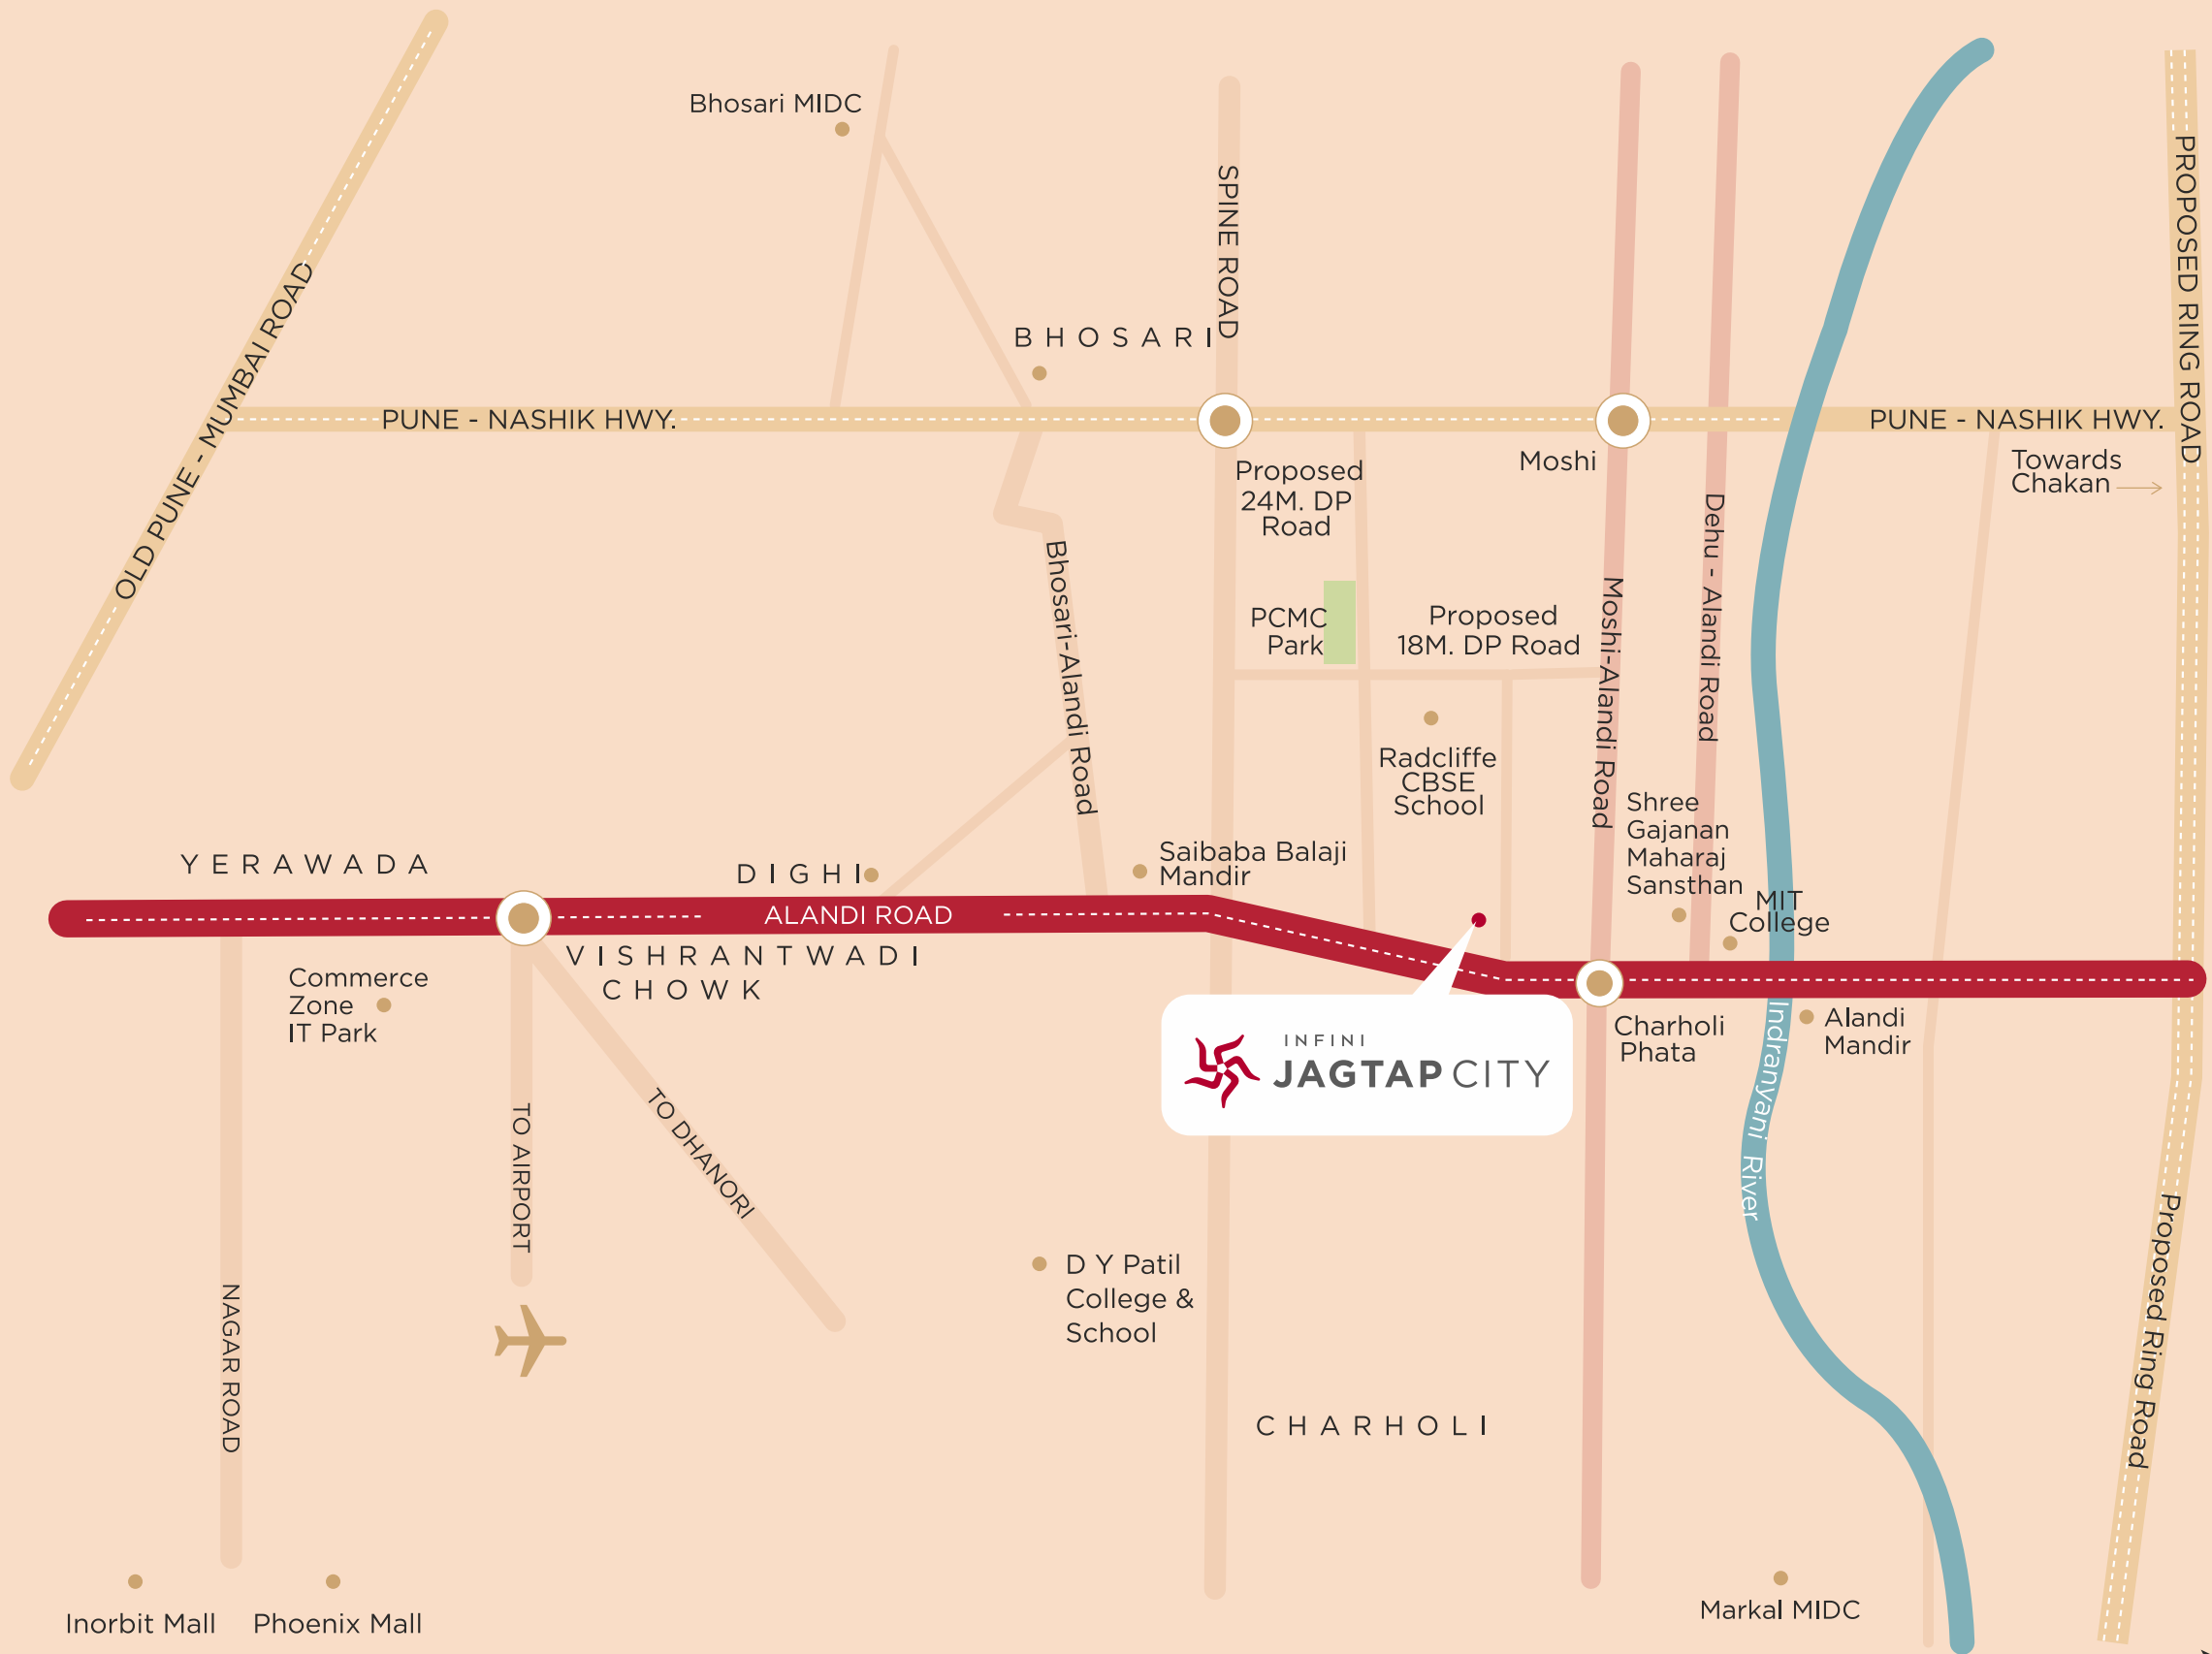 Bhosari MIDC
SPINE ROAD
PROPOSED RING ROAD
OLD PUNE - MUMBAI ROAD
BHOSARI
PUNE - NASHIK HWY.
PUNE - NASHIK HWY.
Moshi
Towards
Chakan
Proposed
24M. DP
Road
Dehu - Alandi Road
Bhosari-Alandi Road
Moshi-Alandi Road
PCMC
Park
Proposed
18M. DP Road
Radcliffe
CBSE
School
Shree
Gajanan
Maharaj
Sansthan
MIT
College
YERAWADA
DIGHI
Saibaba Balaji
Mandir
ALANDI ROAD
VISHRANTWADI
CHOWK
Commerce
Zone
IT Park
INFINI
JAGTAP CITY
Charholi
Phata
Indranyani River
Alandi
Mandir
TO AIRPORT
TO DHANORI
NAGAR ROAD
D Y Patil
College &
School
Proposed Ring Road
CHARHOLI
Inorbit Mall
Phoenix Mall
Markal MIDC